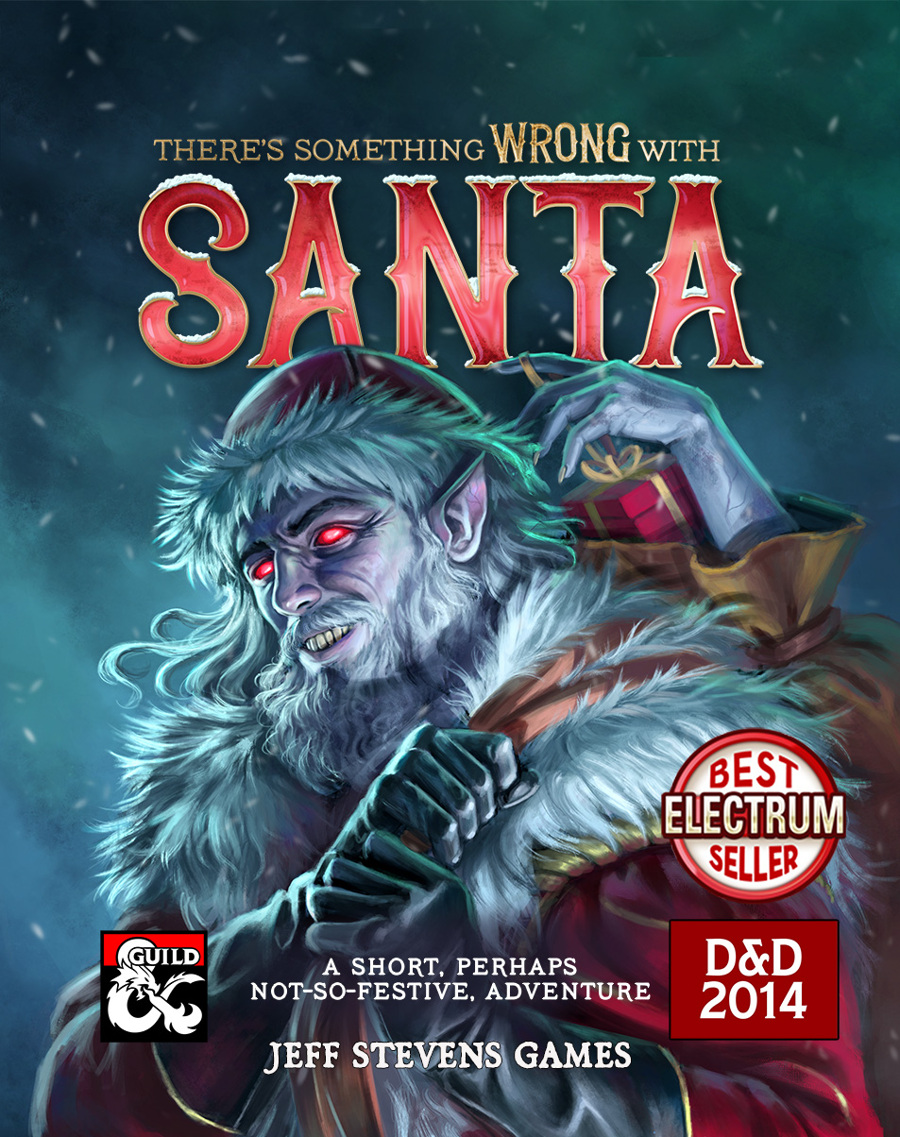 THERE'S SOMETHING WRONG WITH
SANTA
BEST
ELECTRUM
SELLER
GUILD
A SHORT, PERHAPS
NOT-SO-FESTIVE, ADVENTURE
D&D
2014
JEFF STEVENS GAMES